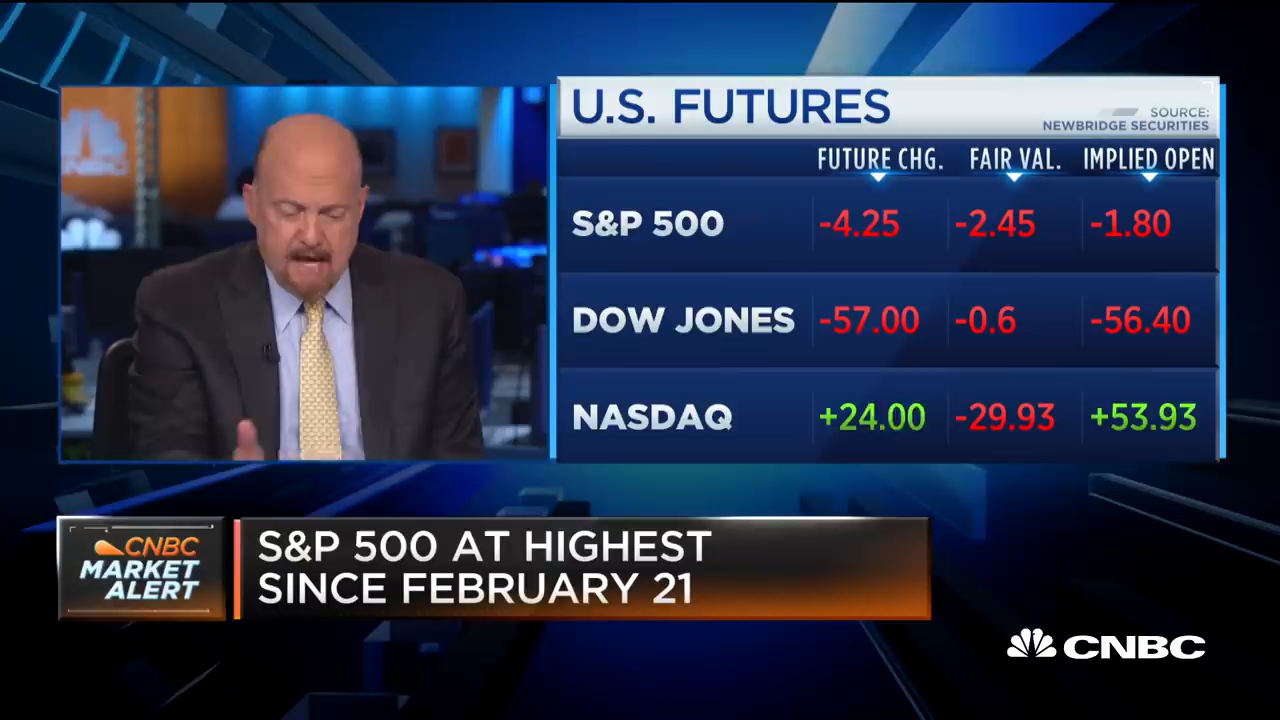 U.S. FUTURES
SOURCE:
NEWBRIDGE SECURITIES
FUTURE CHG. FAIR VAL. IMPLIED OPEN
S&P 500 -4.25 -2.45 -1.80
DOW JONES -57.00 -0.6 -56.40
NASDAQ +24.00 -29.93 +53.93
CNBC
MARKET
ALERT
S&P 500 AT HIGHEST
SINCE FEBRUARY 21
CNBC